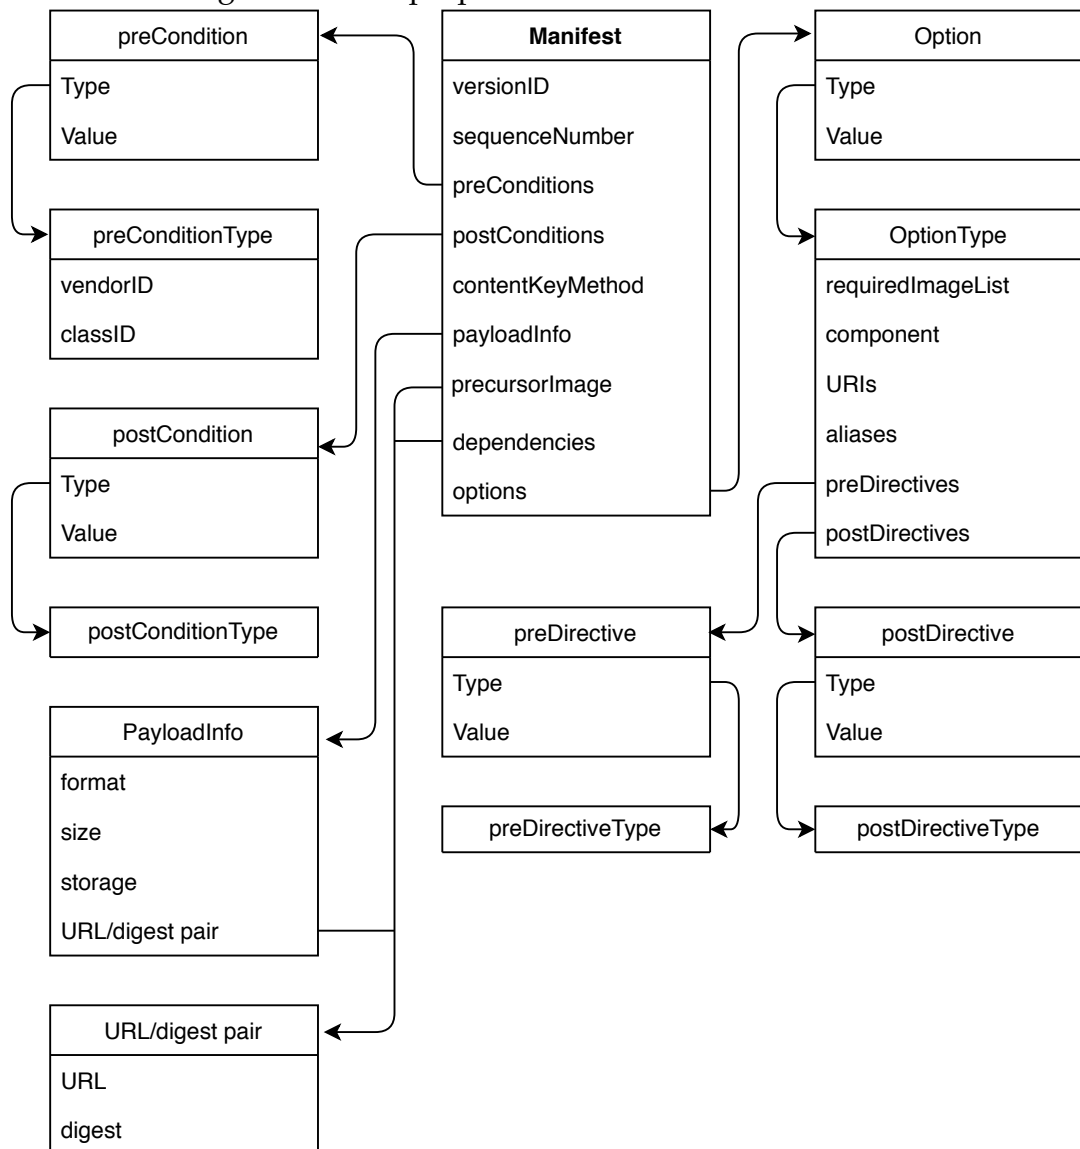 preCondition
Type
Value
preConditionType
vendorID
classID
postCondition
Type
Value
postConditionType
PayloadInfo
format
size
storage
URL/digest pair
URL/digest pair
URL
digest
Manifest
versionID
sequenceNumber
preConditions
postConditions
contentKeyMethod
payloadInfo
precursorImage
dependencies
options
preDirective
Type
Value
preDirectiveType
Option
Type
Value
OptionType
requiredImageList
component
URIs
aliases
preDirectives
postDirectives
postDirective
Type
Value
postDirectiveType